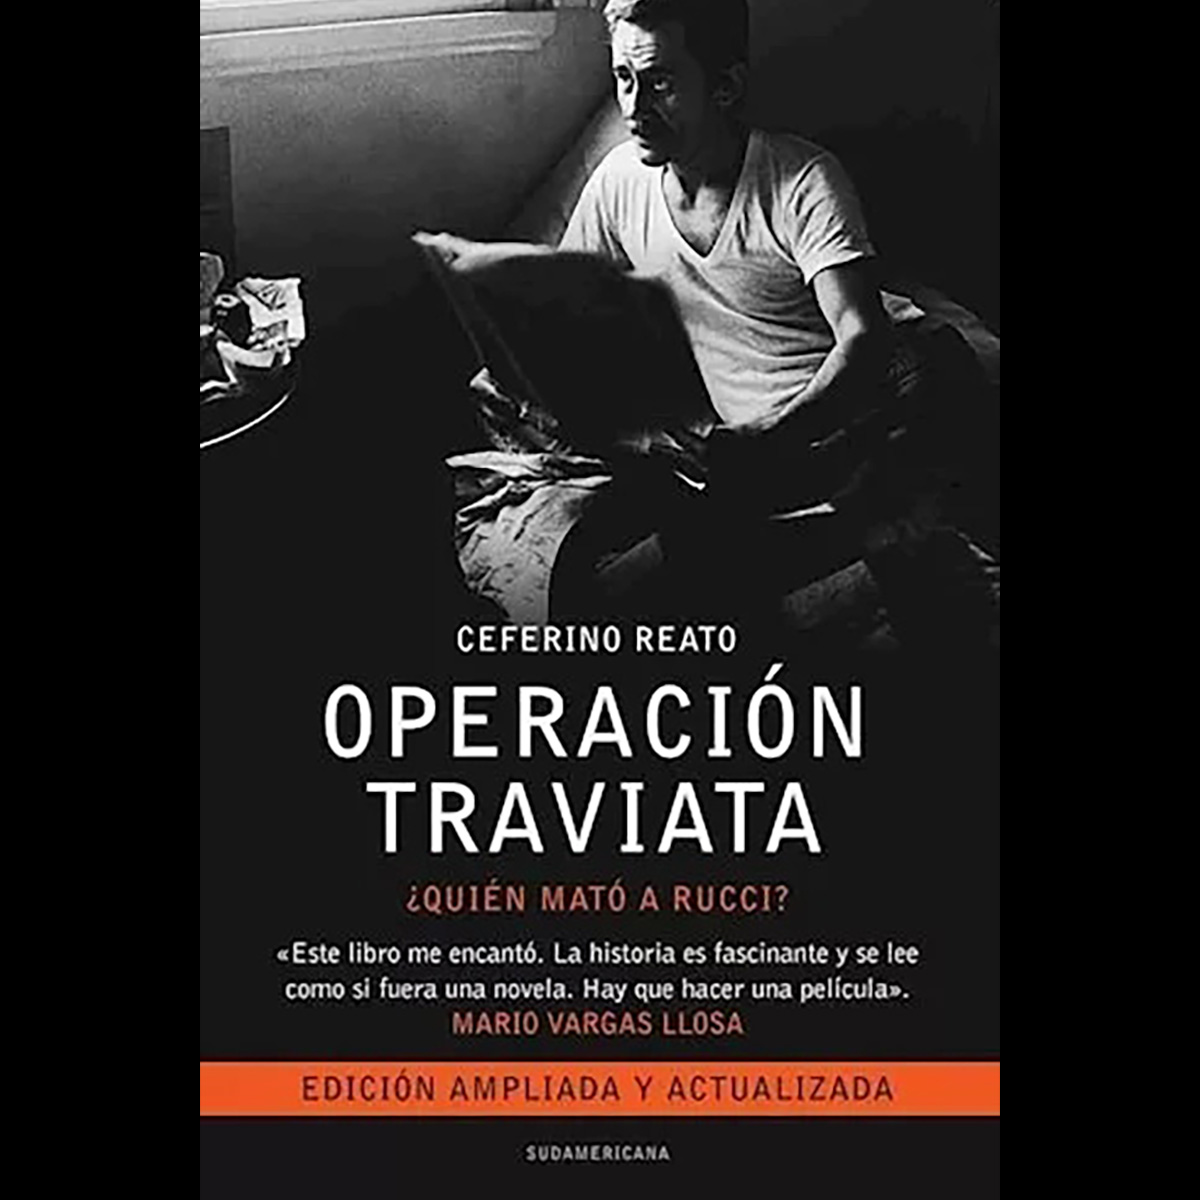 CEFERINO REATO
OPERACIÓN
TRAVIATA
¿QUIÉN MATÓ A RUCCI?
«Este libro me encantó. La historia es fascinante y se lee
como si fuera una novela. Hay que hacer una película».
MARIO VARGAS LLOSA
EDICIÓN AMPLIADA Y ACTUALIZADA
SUDAMERICANA